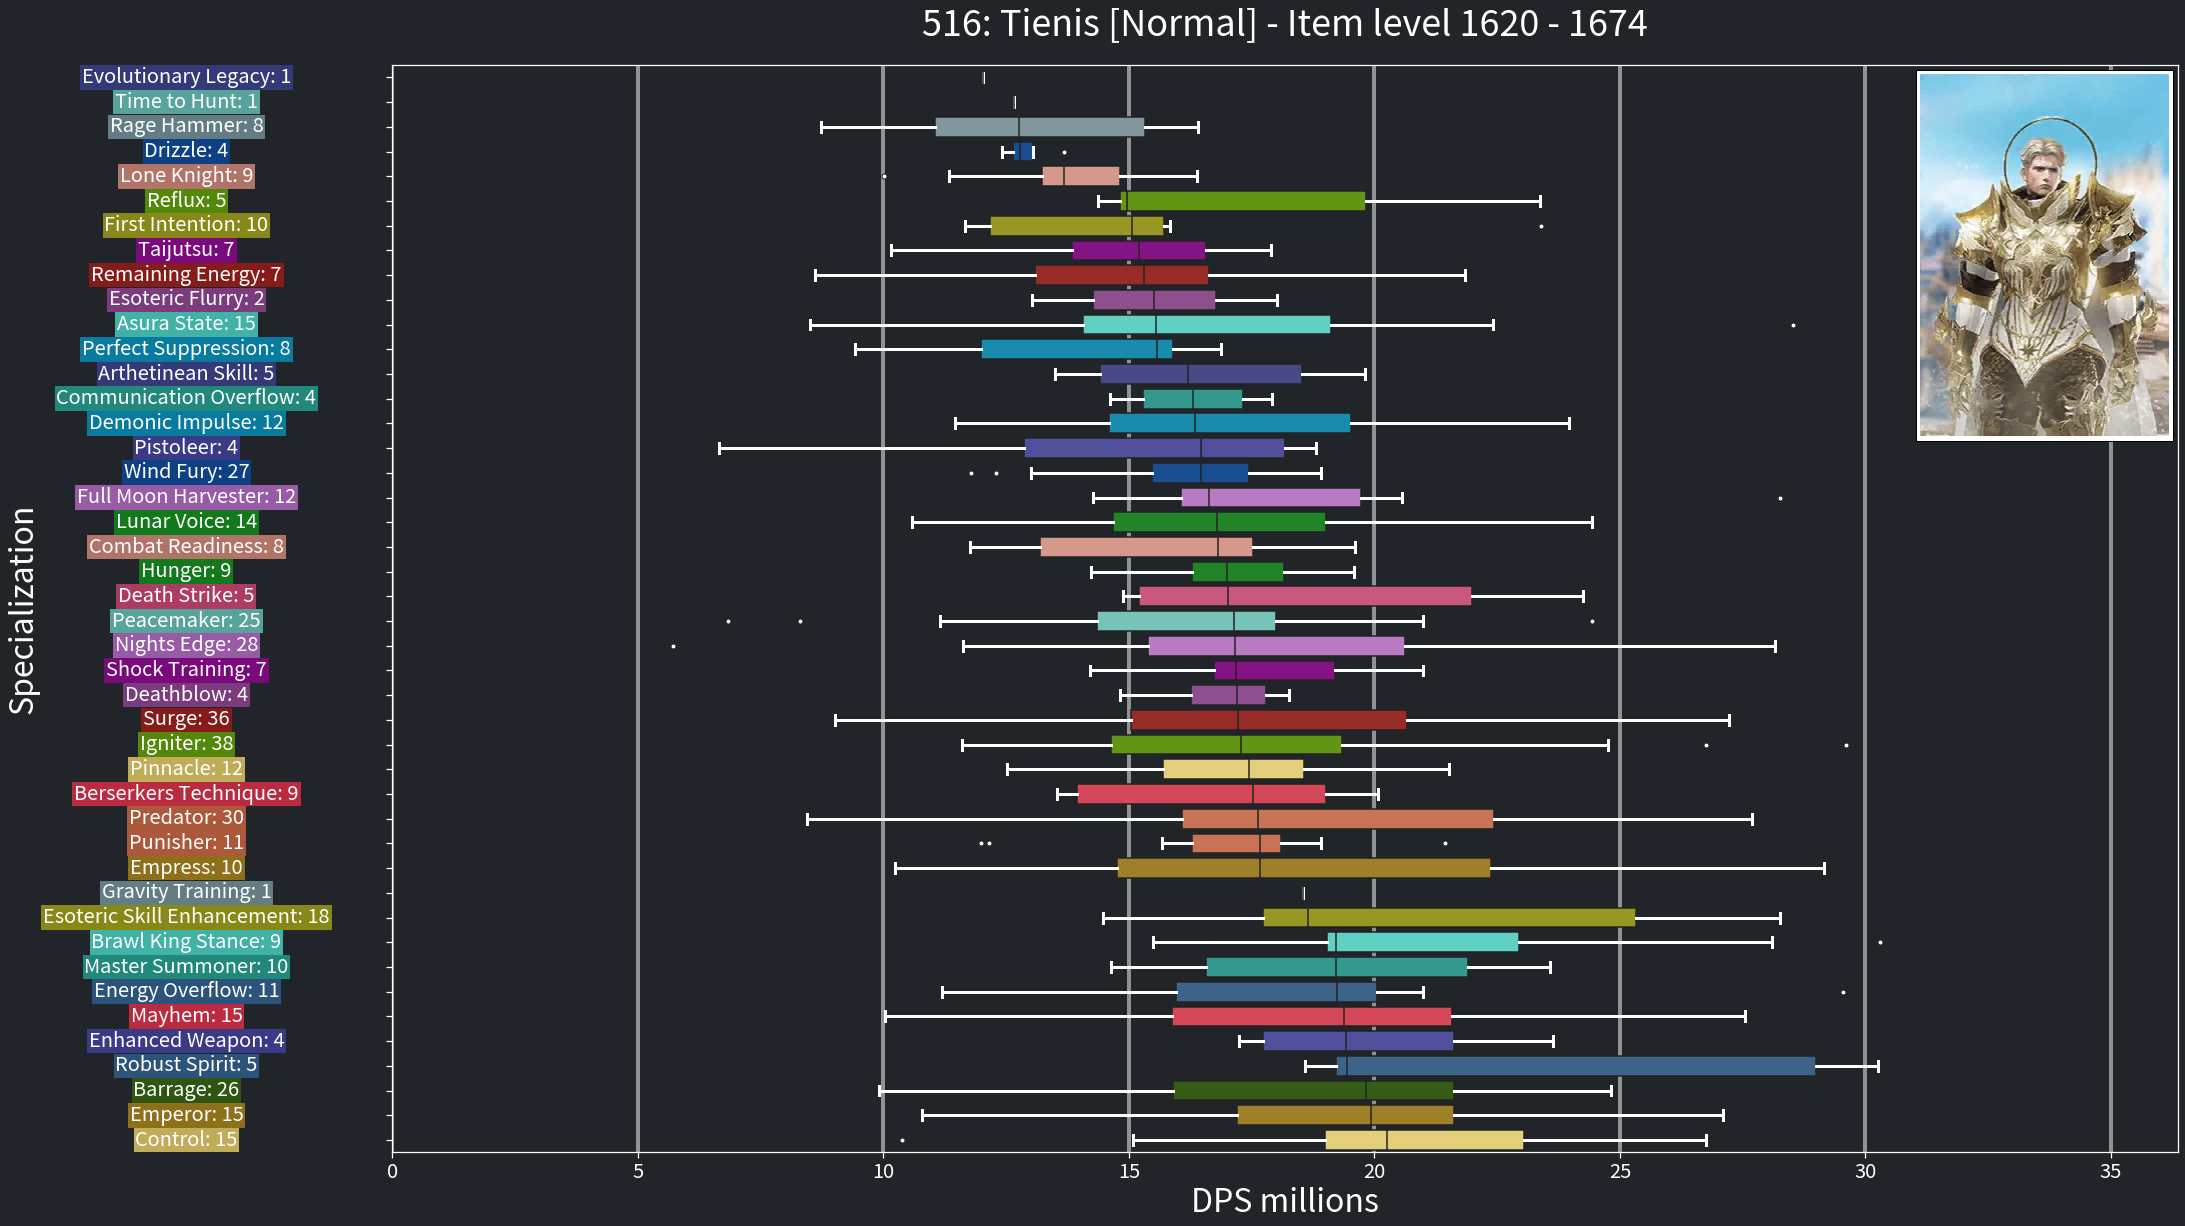 516: Tienis [Normal] - Item level 1620 - 1674
Specialization
Evolutionary Legacy: 1
Time to Hunt: 1
Rage Hammer: 8
Drizzle: 4
Lone Knight: 9
Reflux: 5
First Intention: 10
Taijutsu: 7
Remaining Energy: 7
Esoteric Flurry: 2
Asura State: 15
Perfect Suppression: 8
Arthetinean Skill: 5
Communication Overflow: 4
Demonic Impulse: 12
Pistoleer: 4
Wind Fury: 27
Full Moon Harvester: 12
Lunar Voice: 14
Combat Readiness: 8
Hunger: 9
Death Strike: 5
Peacemaker: 25
Nights Edge: 28
Shock Training: 7
Deathblow: 4
Surge: 36
Igniter: 38
Pinnacle: 12
Berserkers Technique: 9
Predator: 30
Punisher: 11
Empress: 10
Gravity Training: 1
Esoteric Skill Enhancement: 18
Brawl King Stance: 9
Master Summoner: 10
Energy Overflow: 11
Mayhem: 15
Enhanced Weapon: 4
Robust Spirit: 5
Barrage: 26
Emperor: 15
Control: 15
0 5 10 15 20 25 30 35
DPS millions